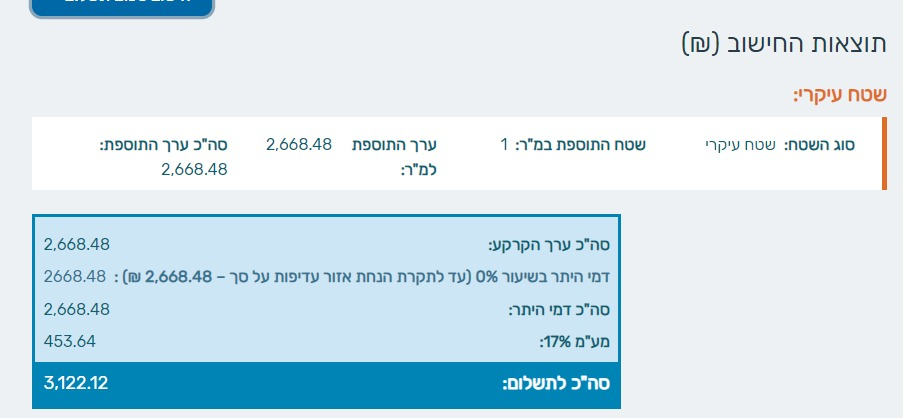 תוצאות החישוב (₪)
שטח עיקרי:
סוג השטח: שטח עיקרי שטח התוספת במ"ר: 1 ערך התוספת 2,668.48 סה"כ ערך התוספת:
למ"ר: 2,668.48
סה"כ ערך הקרקע: 2,668.48
דמי היתר בשיעור 0% (עד לתקרת הנחת אזור עדיפות על סך – 2,668.48 ₪) : 2668.48
סה"כ דמי היתר: 2,668.48
מע"מ 17%: 453.64
סה"כ לתשלום: 3,122.12